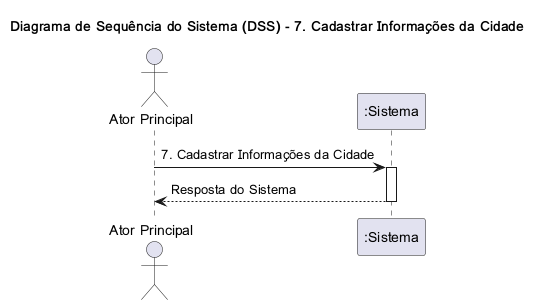 Diagrama de Sequência do Sistema (DSS) - 7. Cadastrar Informações da Cidade
Ator Principal
:Sistema
7. Cadastrar Informações da Cidade
Resposta do Sistema
Ator Principal
:Sistema